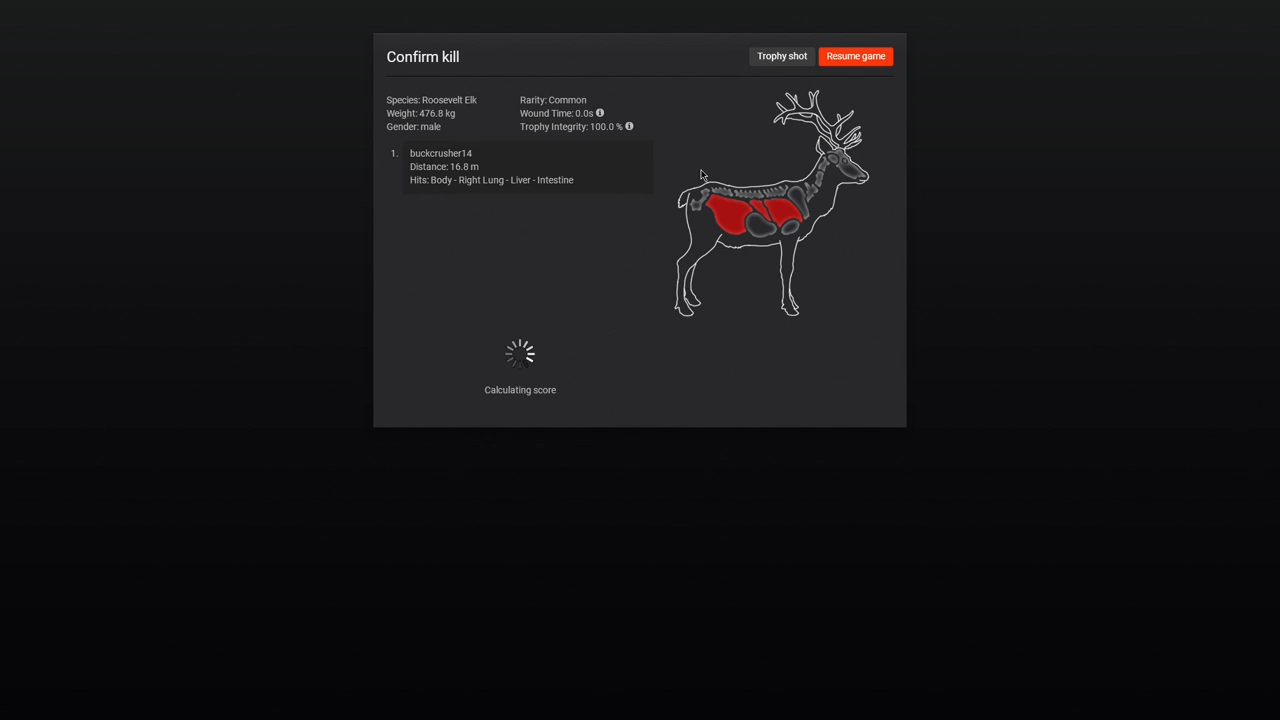 Confirm kill
Trophy shot
Resume game
Species: Roosevelt Elk
Rarity: Common
Weight: 476.8 kg
Wound Time: 0.0s
Gender: male
Trophy Integrity: 100.0 %
1. buckcrusher14
Distance: 16.8 m
Hits: Body - Right Lung - Liver - Intestine
Calculating score